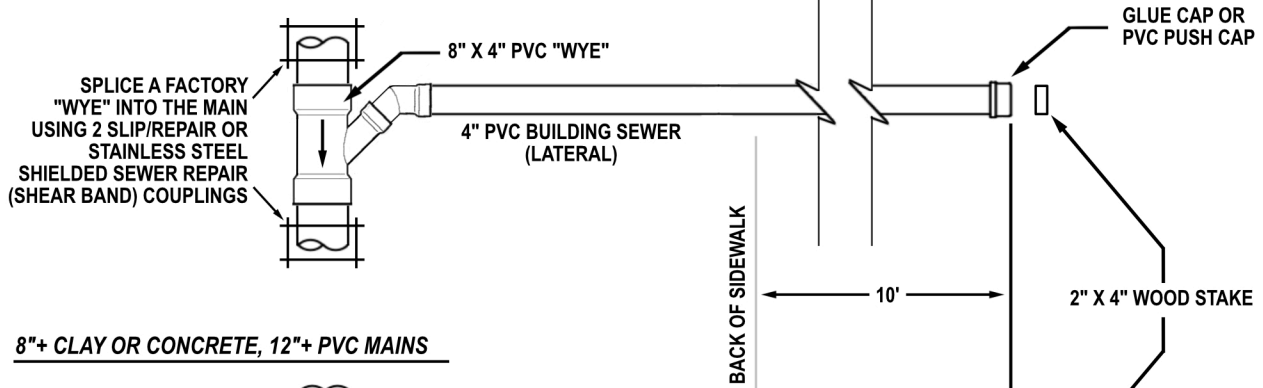 GLUE CAP OR
PVC PUSH CAP
8" X 4" PVC "WYE"
SPLICE A FACTORY
"WYE" INTO THE MAIN
USING 2 SLIP/REPAIR OR
STAINLESS STEEL
SHIELDED SEWER REPAIR
(SHEAR BAND) COUPLINGS
4" PVC BUILDING SEWER
(LATERAL)
BACK OF SIDEWALK
10'
2" X 4" WOOD STAKE
8"+ CLAY OR CONCRETE, 12"+ PVC MAINS